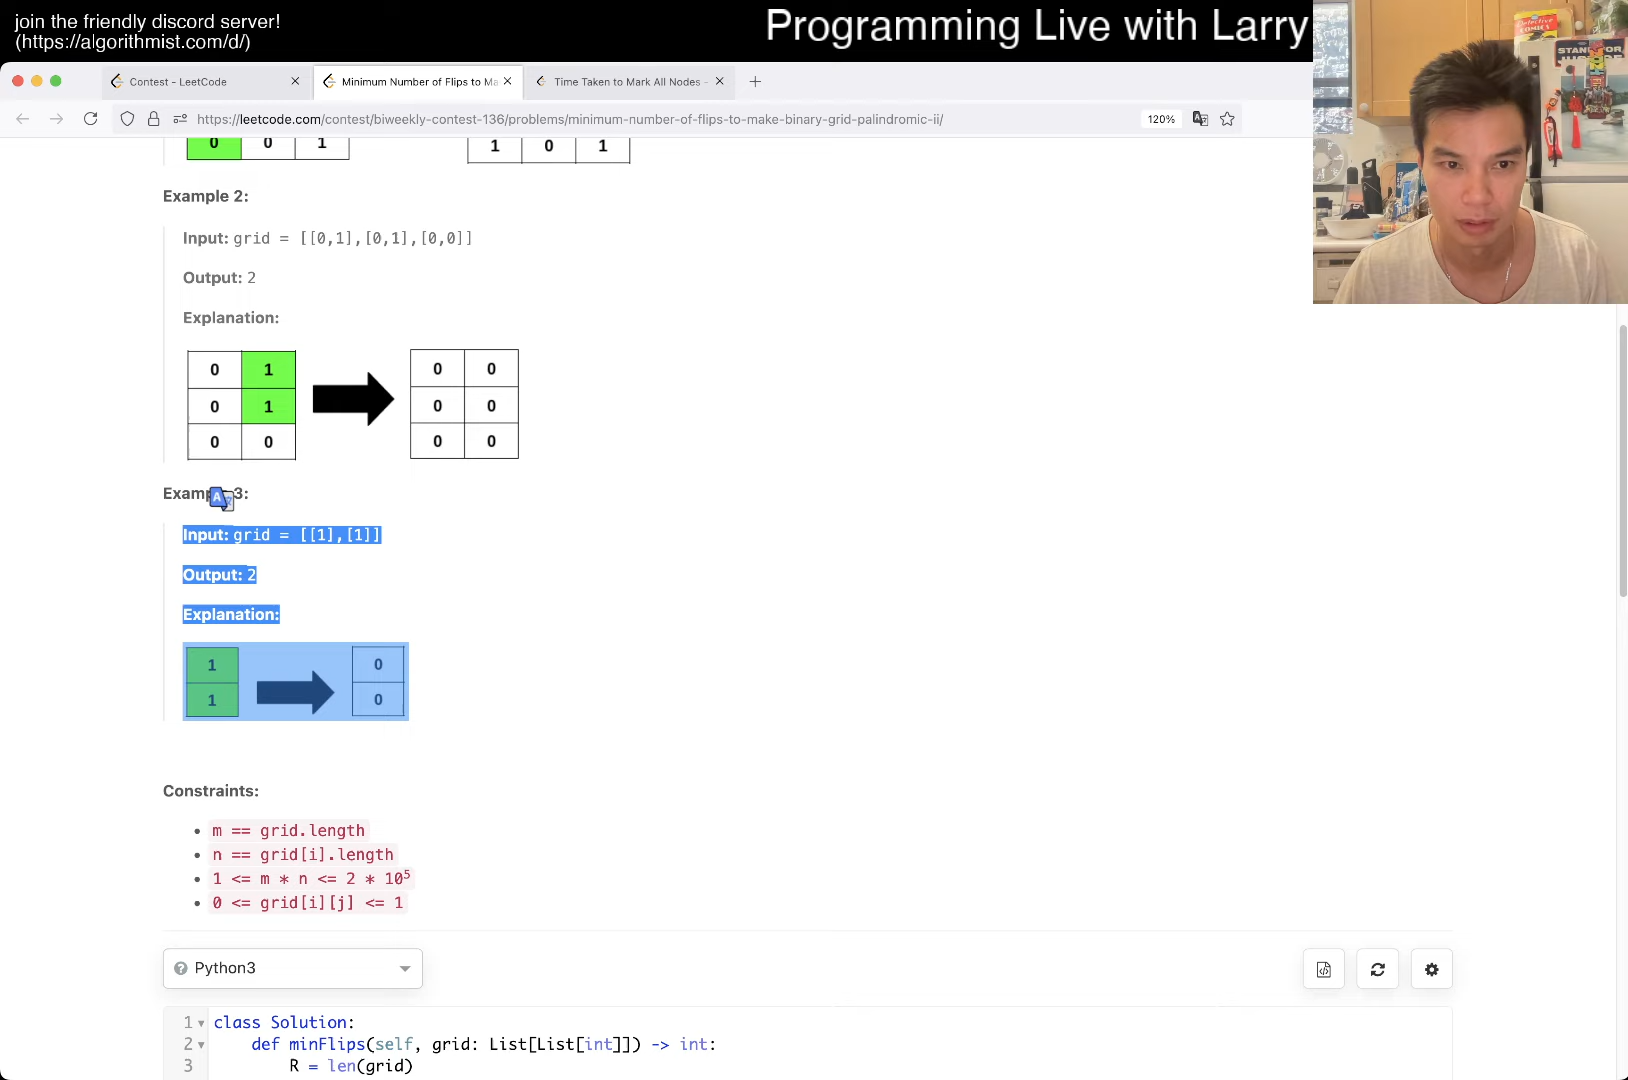 join the friendly discord server!
(https://algorithmist.com/d/)
Programming Live with Larry
Contest - LeetCode
Minimum Number of Flips to Ma
Time Taken to Mark All Nodes -
https://leetcode.com/contest/biweekly-contest-136/problems/minimum-number-of-flips-to-make-binary-grid-palindromic-ii/
120%
0 0 1
1 0 1
Example 2:
Input: grid = [[0,1],[0,1],[0,0]]
Output: 2
Explanation:
0 1
0 1
0 0
0 0
0 0
0 0
3:
Input: grid = [[1],[1]]
Output: 2
Explanation:
1
1
0
0
Constraints:
m == grid.length
n == grid[i].length
1 <= m * n <= 2 * 10⁵
0 <= grid[i][j] <= 1
Python3
1 class Solution:
2 def minFlips(self, grid: List[List[int]]) -> int:
3 R = len(grid)